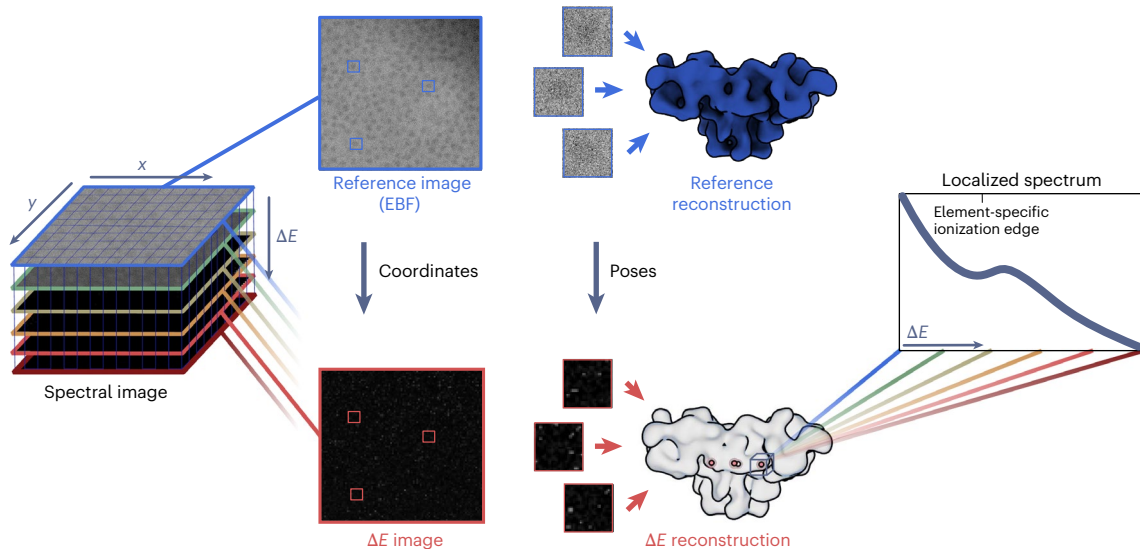 x
y
ΔE
Spectral image
Reference image
(EBF)
Coordinates
ΔE image
Reference
reconstruction
Poses
ΔE reconstruction
Localized spectrum
Element-specific
ionization edge
ΔE